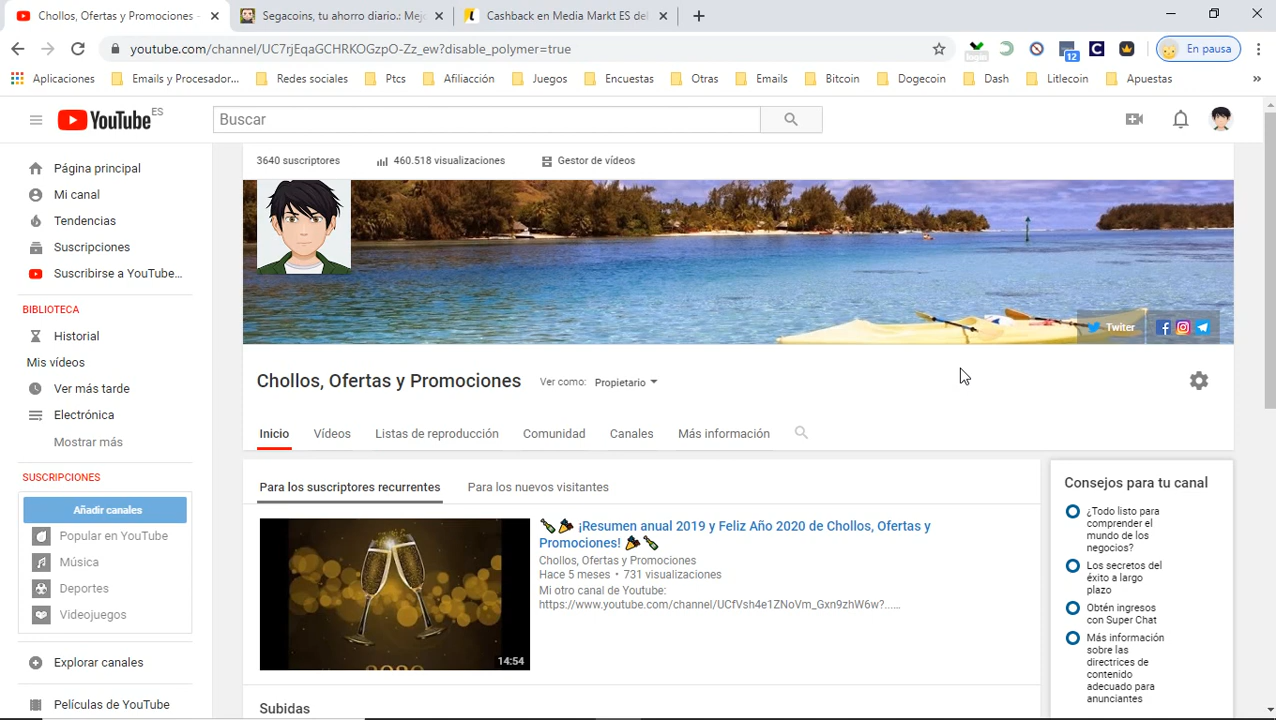 Chollos, Ofertas y Promociones -
Segacoins, tu ahorro diario.: Mejo
Cashback en Media Markt ES de
youtube.com/channel/UC7rjEqaGCHRKOGzpO-Zz_ew?disable_polymer=true
12
En pausa
Aplicaciones
Emails y Procesador...
Redes sociales
Ptcs
Afiliacción
Juegos
Encuestas
Otras
Emails
Bitcoin
Dogecoin
Dash
Litlecoin
Apuestas
»
YouTube ES
Buscar
3640 suscriptores
460.518 visualizaciones
Gestor de vídeos
Página principal
Mi canal
Tendencias
Suscripciones
Suscribirse a YouTube...
BIBLIOTECA
Historial
Mis vídeos
Ver más tarde
Electrónica
Mostrar más
SUSCRIPCIONES
Añadir canales
Popular en YouTube
Música
Deportes
Videojuegos
Explorar canales
Películas de YouTube
Twiter
Chollos, Ofertas y Promociones
Ver como: Propietario
Inicio
Vídeos
Listas de reproducción
Comunidad
Canales
Más información
Para los suscriptores recurrentes
Para los nuevos visitantes
14:54
¡Resumen anual 2019 y Feliz Año 2020 de Chollos, Ofertas y
Promociones!
Chollos, Ofertas y Promociones
Hace 5 meses • 731 visualizaciones
Mi otro canal de Youtube:
https://www.youtube.com/channel/UCfVsh4e1ZNoVm_Gxn9zhW6w?......
Subidas
Consejos para tu canal
¿Todo listo para
comprender el
mundo de los
negocios?
Los secretos del
éxito a largo
plazo
Obtén ingresos
con Super Chat
Más información
sobre las
directrices de
contenido
adecuado para
anunciantes